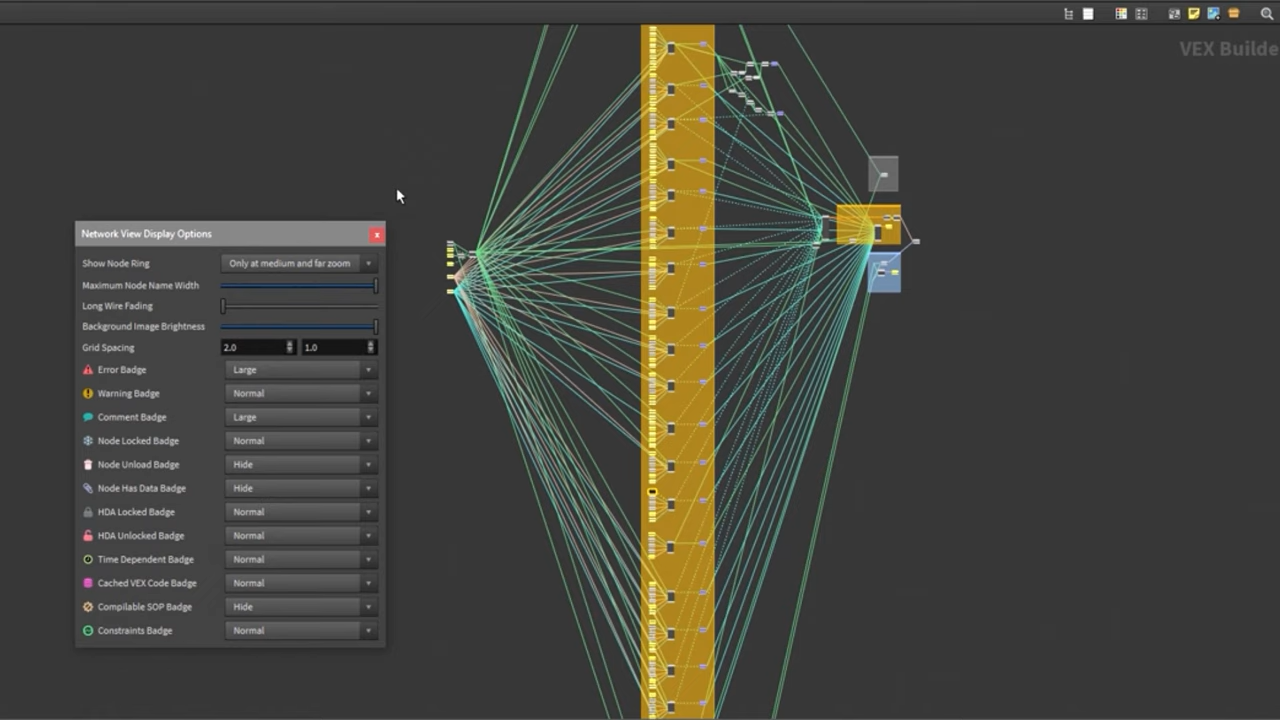 VEX Builde
Network View Display Options
Show Node Ring Only at medium and far zoom
Maximum Node Name Width
Long Wire Fading
Background Image Brightness
Grid Spacing 2.0 1.0
Error Badge Large
Warning Badge Normal
Comment Badge Large
Node Locked Badge Normal
Node Unload Badge Hide
Node Has Data Badge Hide
HDA Locked Badge Normal
HDA Unlocked Badge Normal
Time Dependent Badge Normal
Cached VEX Code Badge Normal
Compilable SOP Badge Hide
Constraints Badge Normal